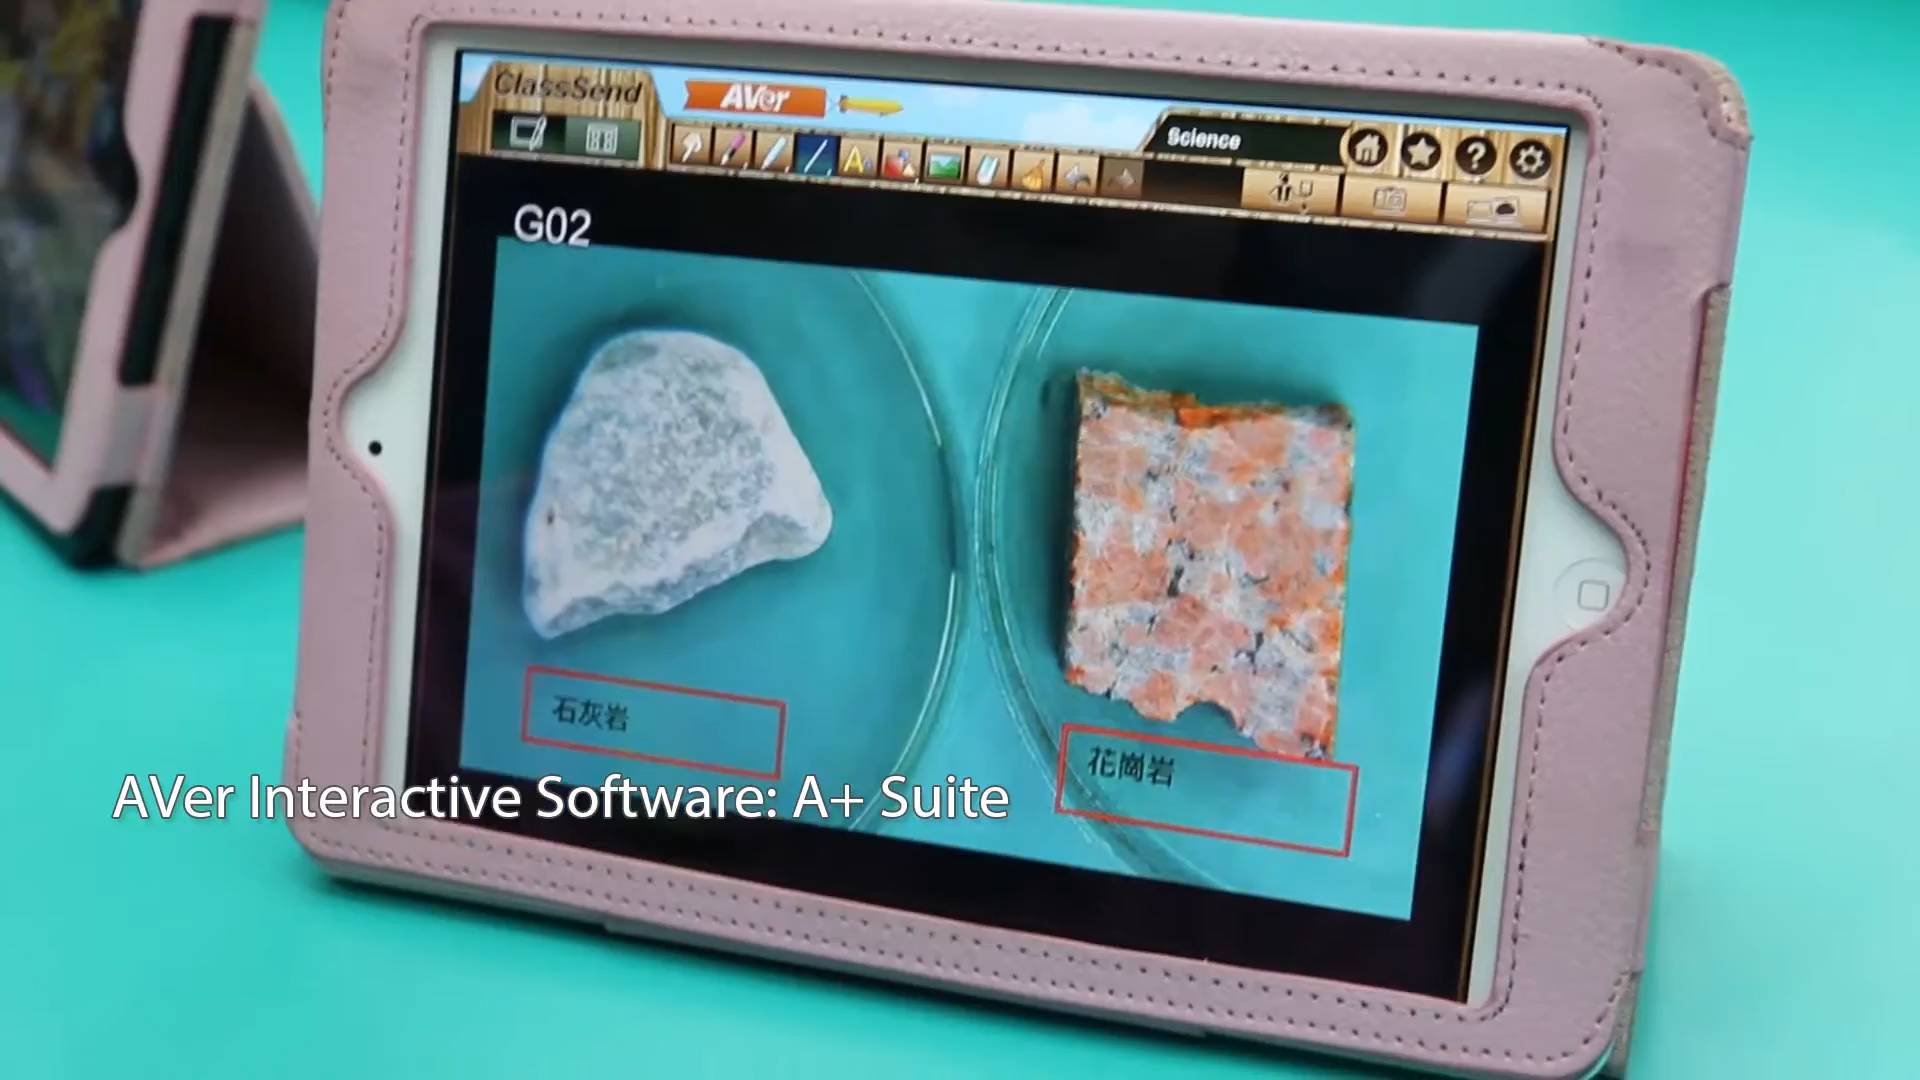 ClassSend
AVer
Science
G02
石灰岩
花崗岩
AVer Interactive Software: A+ Suite